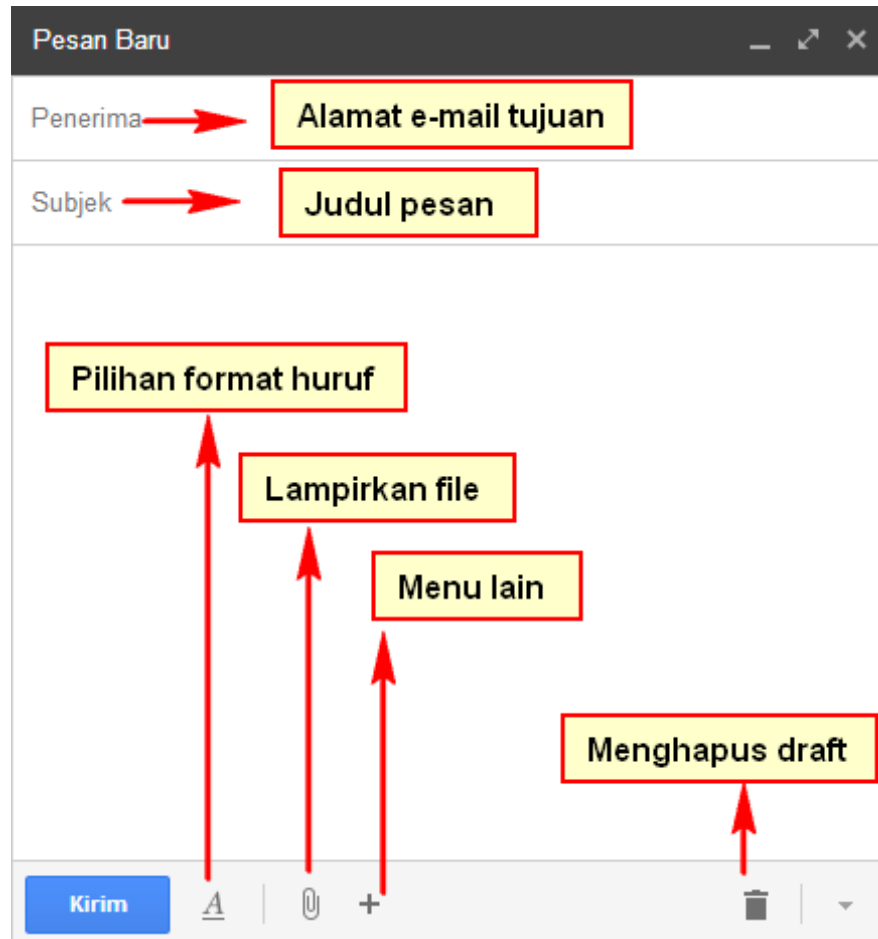 Pesan Baru
Penerima Alamat e-mail tujuan
Subjek Judul pesan
Pilihan format huruf
Lampirkan file
Menu lain
Menghapus draft
Kirim A